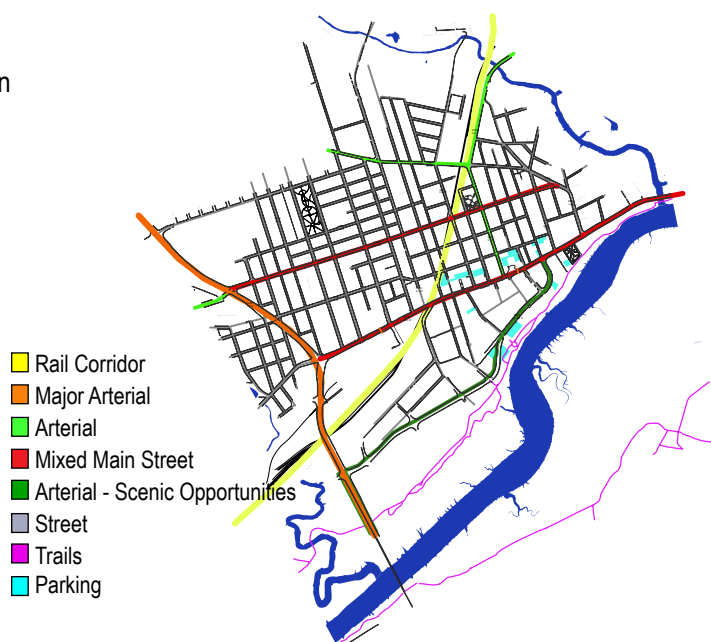 n
Rail Corridor
Major Arterial
Arterial
Mixed Main Street
Arterial - Scenic Opportunities
Street
Trails
Parking